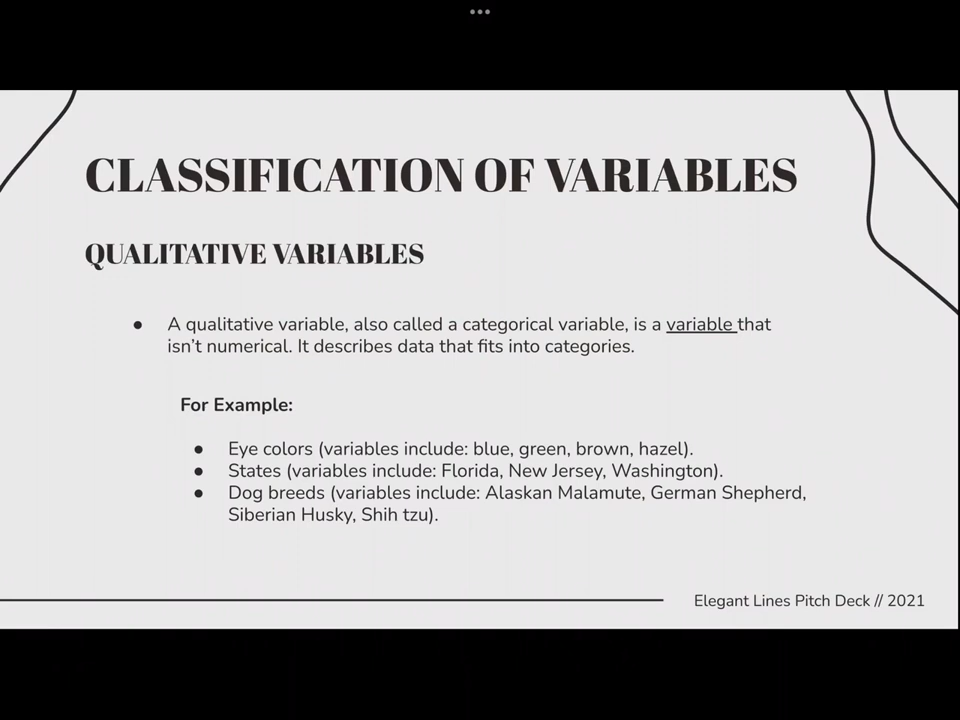 CLASSIFICATION OF VARIABLES
QUALITATIVE VARIABLES
● A qualitative variable, also called a categorical variable, is a variable that
isn’t numerical. It describes data that fits into categories.
For Example:
● Eye colors (variables include: blue, green, brown, hazel).
● States (variables include: Florida, New Jersey, Washington).
● Dog breeds (variables include: Alaskan Malamute, German Shepherd,
Siberian Husky, Shih tzu).
Elegant Lines Pitch Deck // 2021